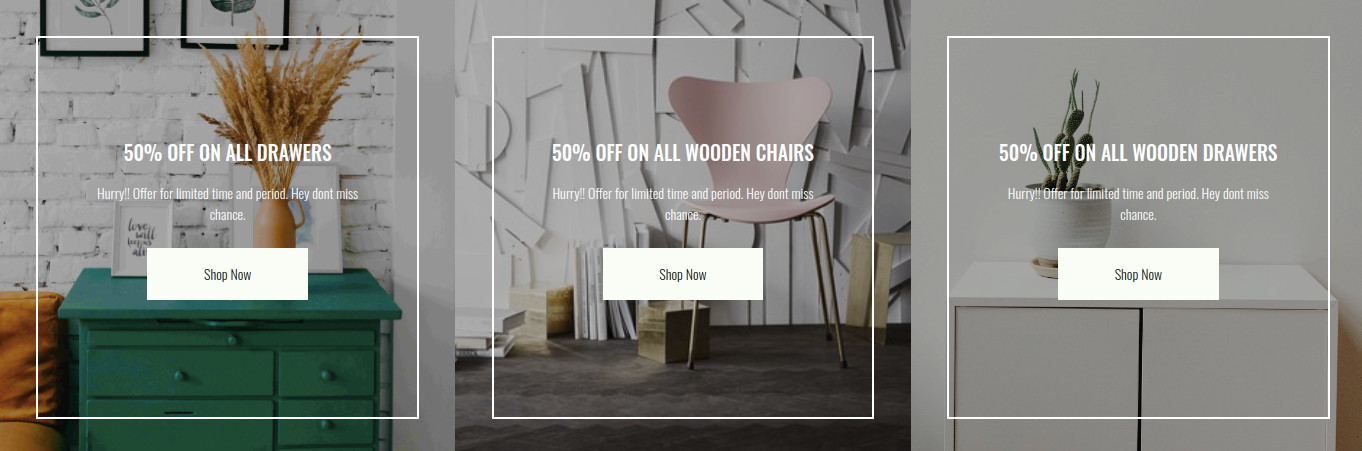 50% OFF ON ALL DRAWERS
Hurry!! Offer for limited time and period. Hey dont miss
chance.
love
will
Shop Now
50% OFF ON ALL WOODEN CHAIRS
Hurry!! Offer for limited time and period. Hey dont miss
chance.
Shop Now
50% OFF ON ALL WOODEN DRAWERS
Hurry!! Offer for limited time and period. Hey dont miss
chance.
Shop Now